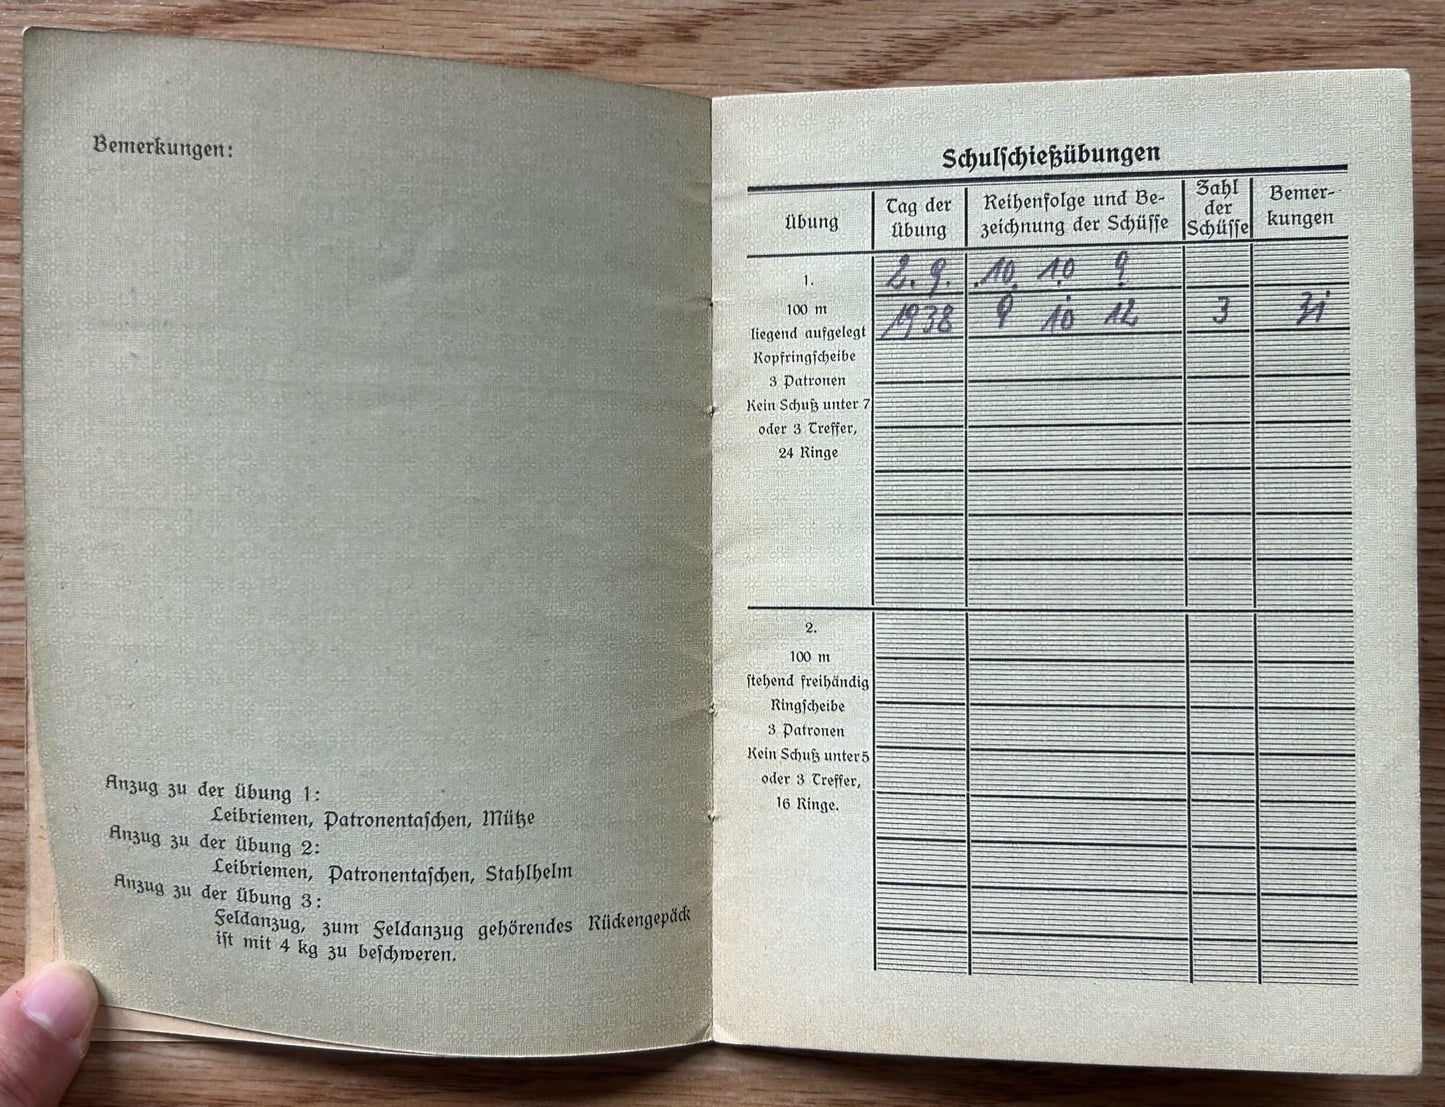 Bemerkungen:
Anzug zu der Übung 1:
Leibriemen, Patronentaschen, Mütze
Anzug zu der Übung 2:
Leibriemen, Patronentaschen, Stahlhelm
Anzug zu der Übung 3:
Feldanzug, zum Feldanzug gehörendes Rückengepäck
ist mit 4 kg zu beschweren.
Schulschießübungen
Übung
Tag der
Übung
Reihenfolge und Be-
zeichnung der Schüsse
Zahl
der
Schüsse
Bemer-
kungen
1.
100 m
liegend aufgelegt
Kopfringscheibe
3 Patronen
Kein Schuß unter 7
oder 3 Treffer,
24 Ringe
2. 9. 10 10 9
1938 9 10 12 3
2.
100 m
stehend freihändig
Ringscheibe
3 Patronen
Kein Schuß unter 5
oder 3 Treffer,
16 Ringe.